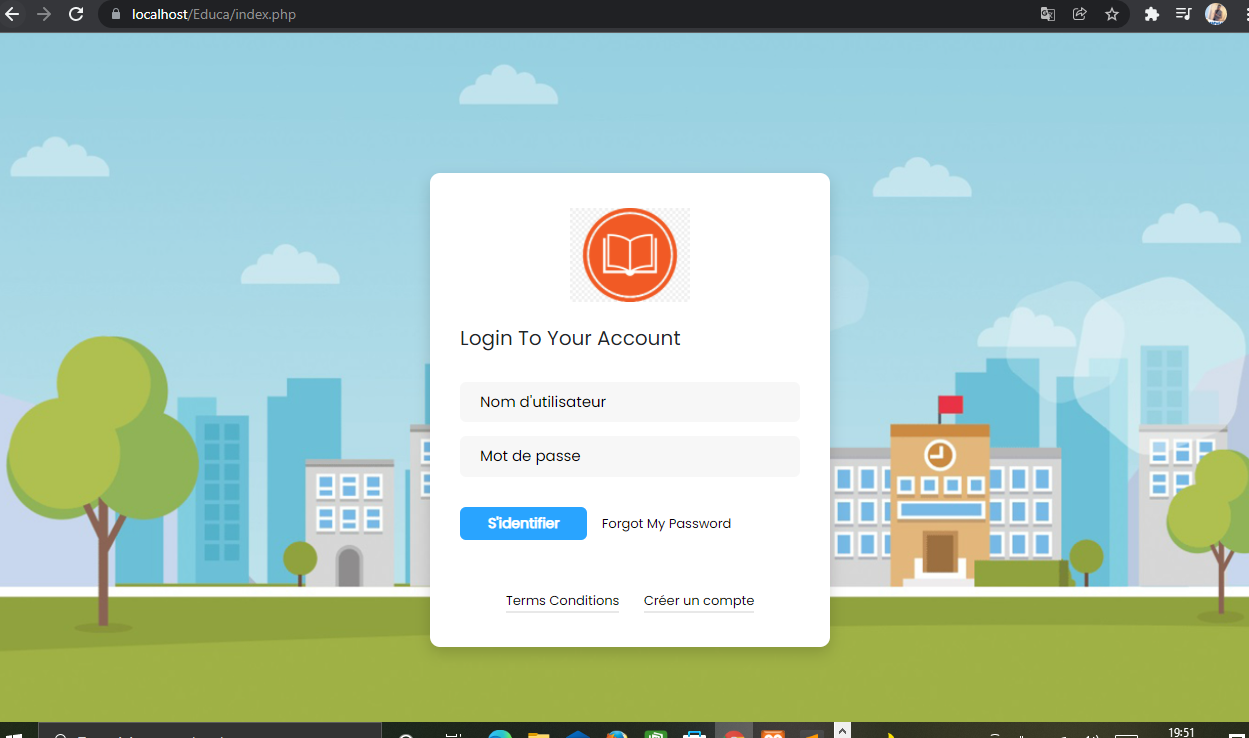 localhost/Educa/index.php
Login To Your Account
Nom d'utilisateur
Mot de passe
S'identifier Forgot My Password
Terms Conditions Créer un compte
19:51